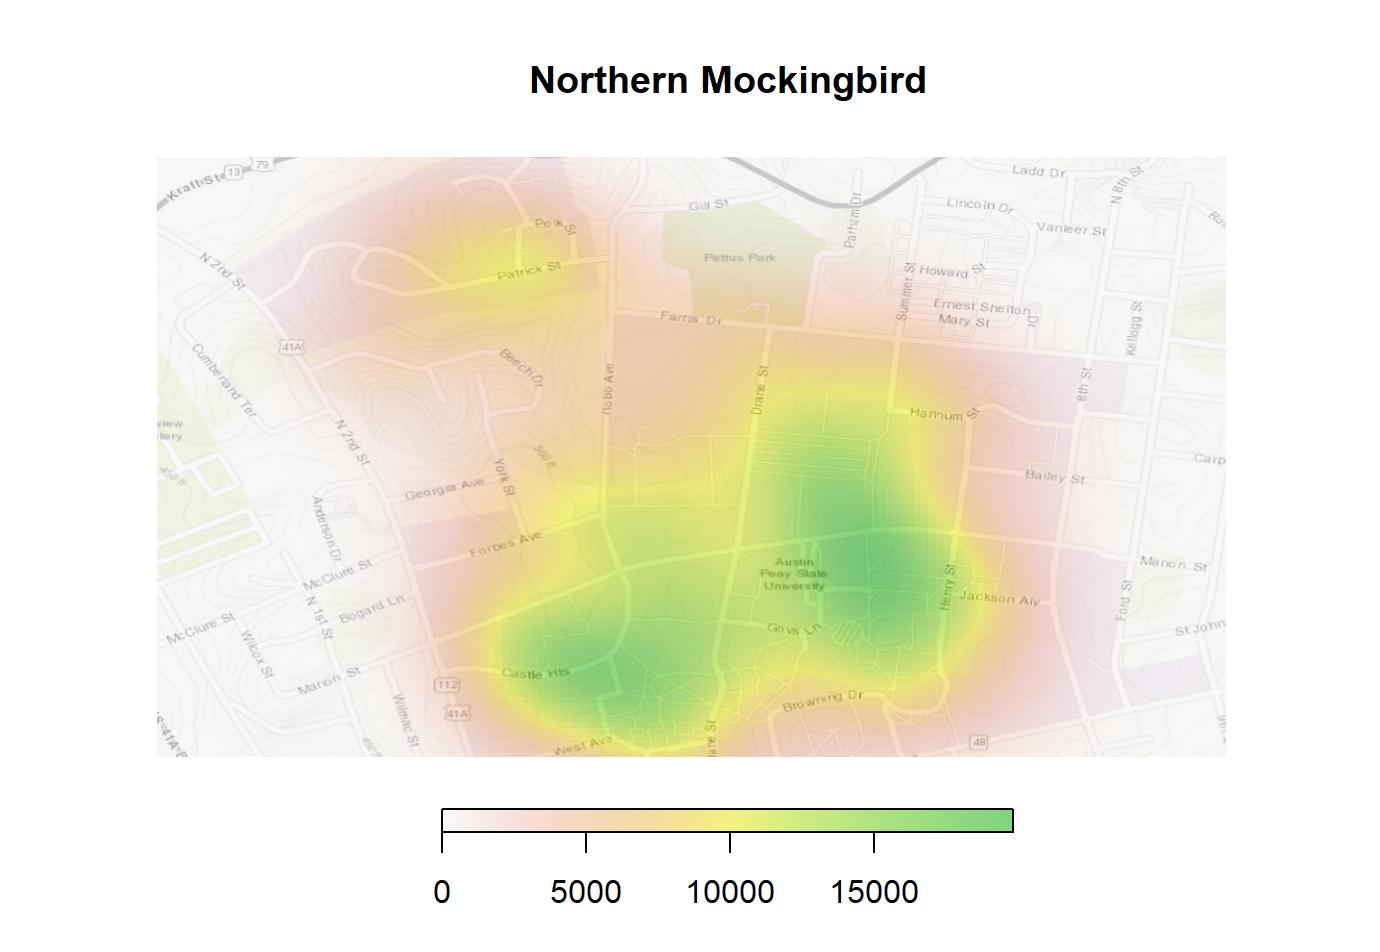 Northern Mockingbird
Kraft St
13
79
Ladd Dr
N 8th St
Gill St
Lincoln Dr
Parham Dr
Polk St
Vanleer St
N 2nd St
Pettus Park
Patrick St
Howard St
Summer St
Ernest Shelton Dr
Mary St
Farris Dr
Kellogg St
41A
Beech Dr
Cumberland Ter
Robb Ave
Drane St
8th St
Harnum St
view
tery
N 2nd St
500 ft
450 ft
Carp
York St
Bailey St
Georgia Ave
Anderson Dr
Forbes Ave
Austin
Peay State
University
Marion St
McClure St
Henry St
Jackson Aly
Ford St
N 1st St
Bogard Ln
McClure St
Govs Ln
St John
Wilcox St
Castle Hts
Marion St
112
41A
Browning Dr
Wilmac St
West Ave
48
0
5000
10000
15000